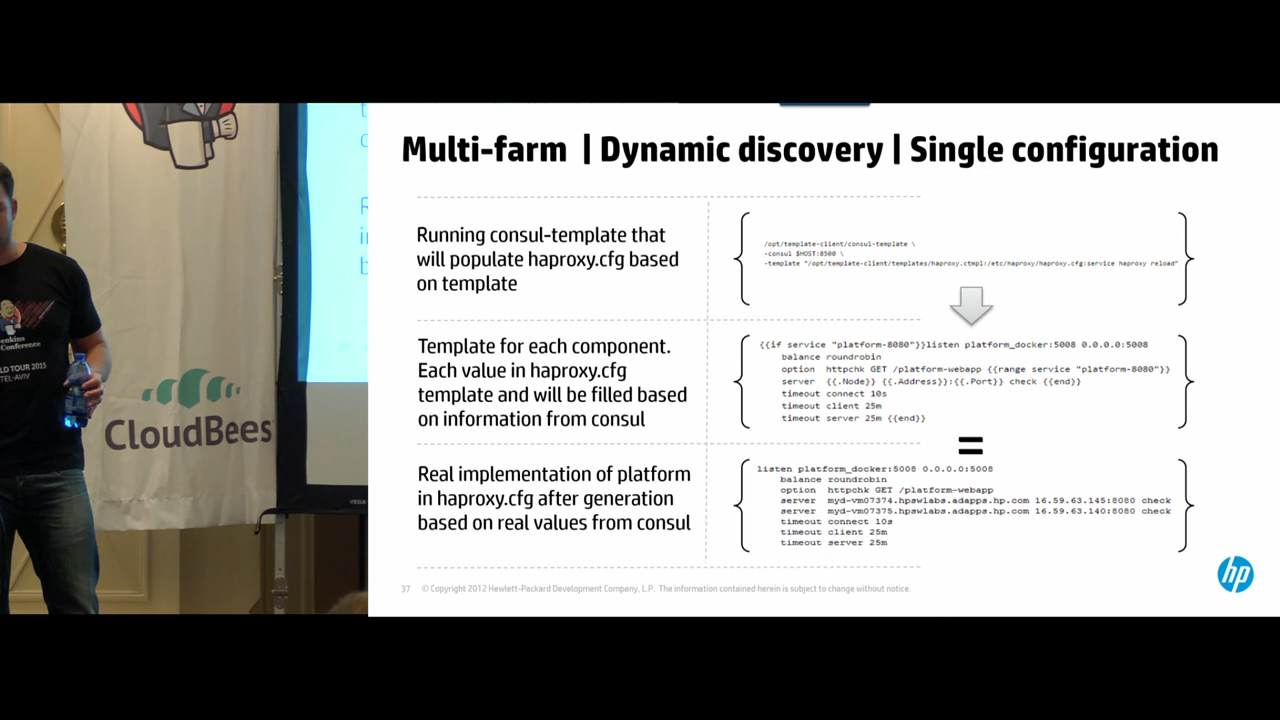 Multi-farm | Dynamic discovery | Single configuration
Running consul-template that
will populate haproxy.cfg based
on template
/opt/template-client/consul-template \
-consul $HOST:8500 \
-template "/opt/template-client/templates/haproxy.ctmpl:/etc/haproxy/haproxy.cfg:service haproxy reload"
Template for each component.
Each value in haproxy.cfg
template and will be filled based
on information from consul
{{if service "platform-8080"}}listen platform_docker:5008 0.0.0.0:5008
balance roundrobin
option httpchk GET /platform-webapp {{range service "platform-8080"}}
server {{.Node}} {{.Address}}:{{.Port}} check {{end}}
timeout connect 10s
timeout client 25m
timeout server 25m {{end}}
=
Real implementation of platform
in haproxy.cfg after generation
based on real values from consul
listen platform_docker:5008 0.0.0.0:5008
balance roundrobin
option httpchk GET /platform-webapp
server myd-vm07374.hpswlabs.adapps.hp.com 16.59.63.145:8080 check
server myd-vm07375.hpswlabs.adapps.hp.com 16.59.63.140:8080 check
timeout connect 10s
timeout client 25m
timeout server 25m
37 © Copyright 2012 Hewlett-Packard Development Company, L.P. The information contained herein is subject to change without notice.
hp
CloudBees
enkins
Conference
LD TOUR 2015
TEL-AVIV